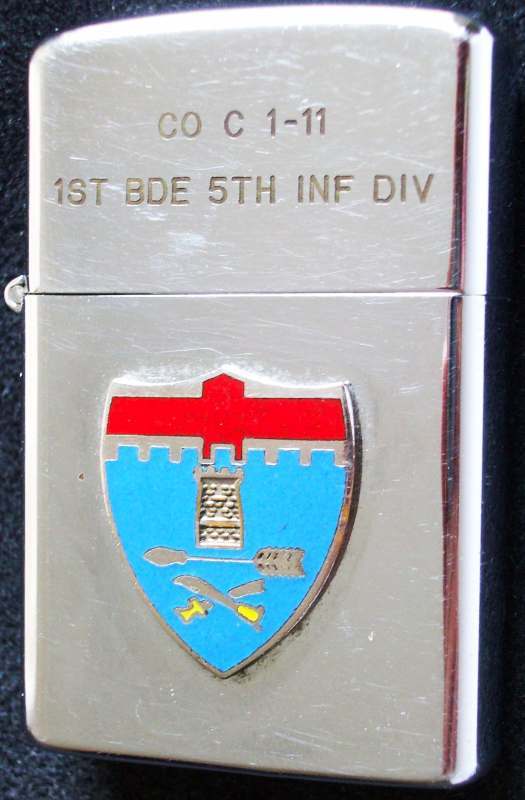 CO C 1-11
1ST BDE 5TH INF DIV